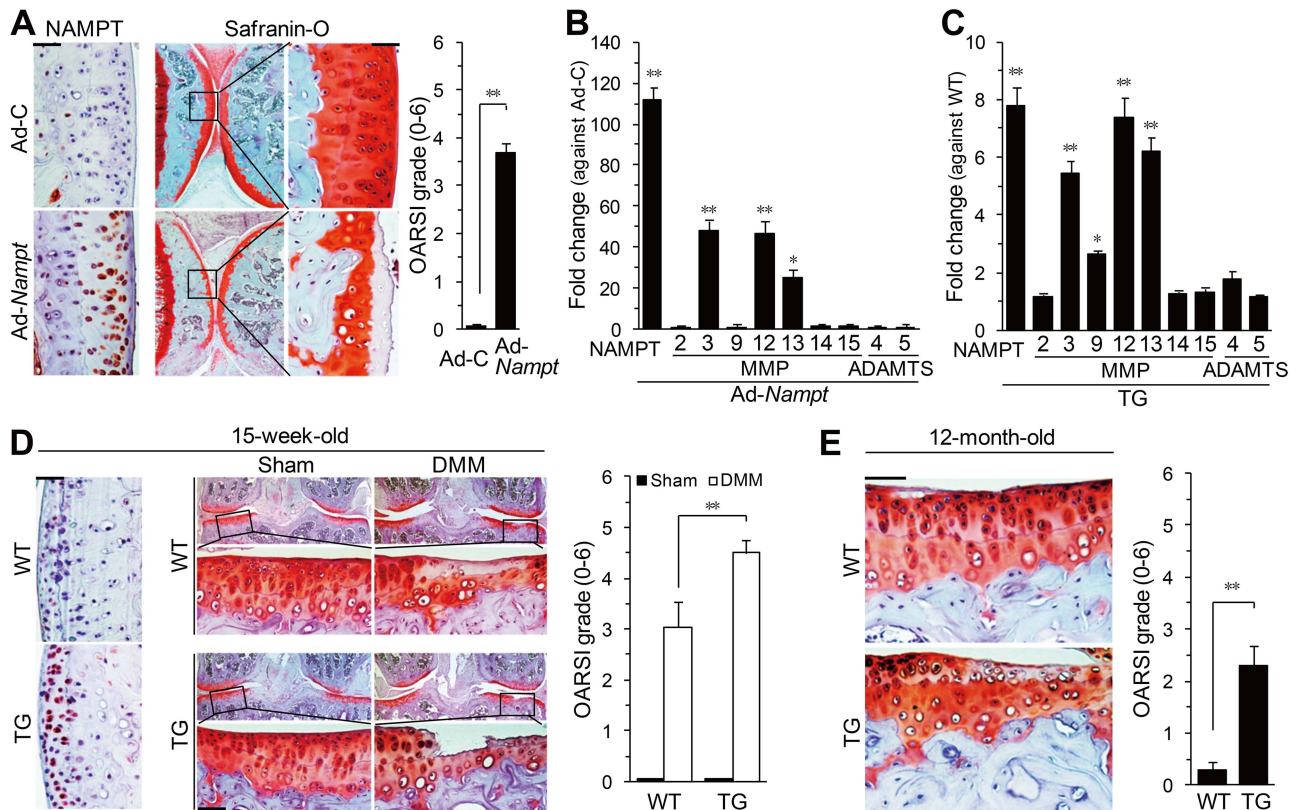 A
NAMPT
Safranin-O
Ad-C
Ad-Nampt
OARSI grade (0-6)
6
5
4
3
2
1
0
**
Ad-C
Ad-
Nampt
B
Fold change (against Ad-C)
140
120
100
80
60
40
20
0
**
**
**
*
NAMPT
2 3 9 12 13 14 15 4 5
MMP
ADAMTS
Ad-Nampt
C
Fold change (against WT)
10
8
6
4
2
0
**
**
*
**
**
NAMPT
2 3 9 12 13 14 15 4 5
MMP
ADAMTS
TG
D
15-week-old
Sham
DMM
WT
TG
WT
TG
OARSI grade (0-6)
6
5
4
3
2
1
0
Sham DMM
**
WT TG
E
12-month-old
WT
TG
OARSI grade (0-6)
6
5
4
3
2
1
0
**
WT TG